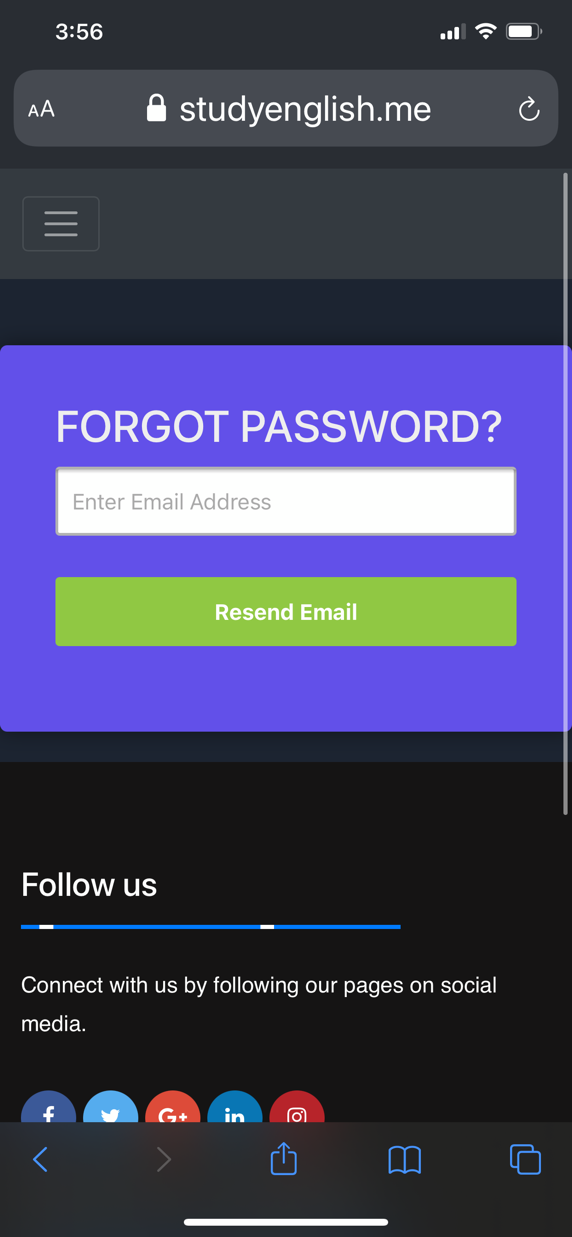 3:56
AA studyenglish.me
FORGOT PASSWORD?
Enter Email Address
Resend Email
Follow us
Connect with us by following our pages on social
media.
f G+ in